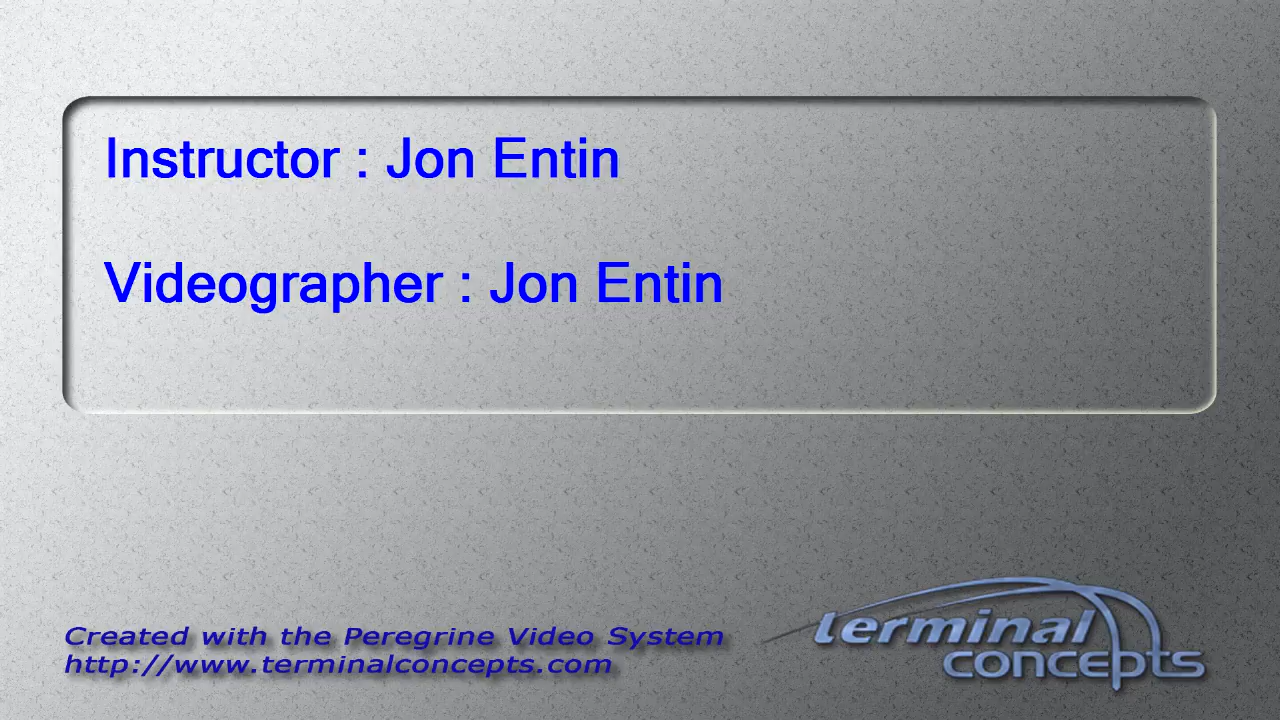 Instructor : Jon Entin
Videographer : Jon Entin
Created with the Peregrine Video System
http://www.terminalconcepts.com
terminal
concepts